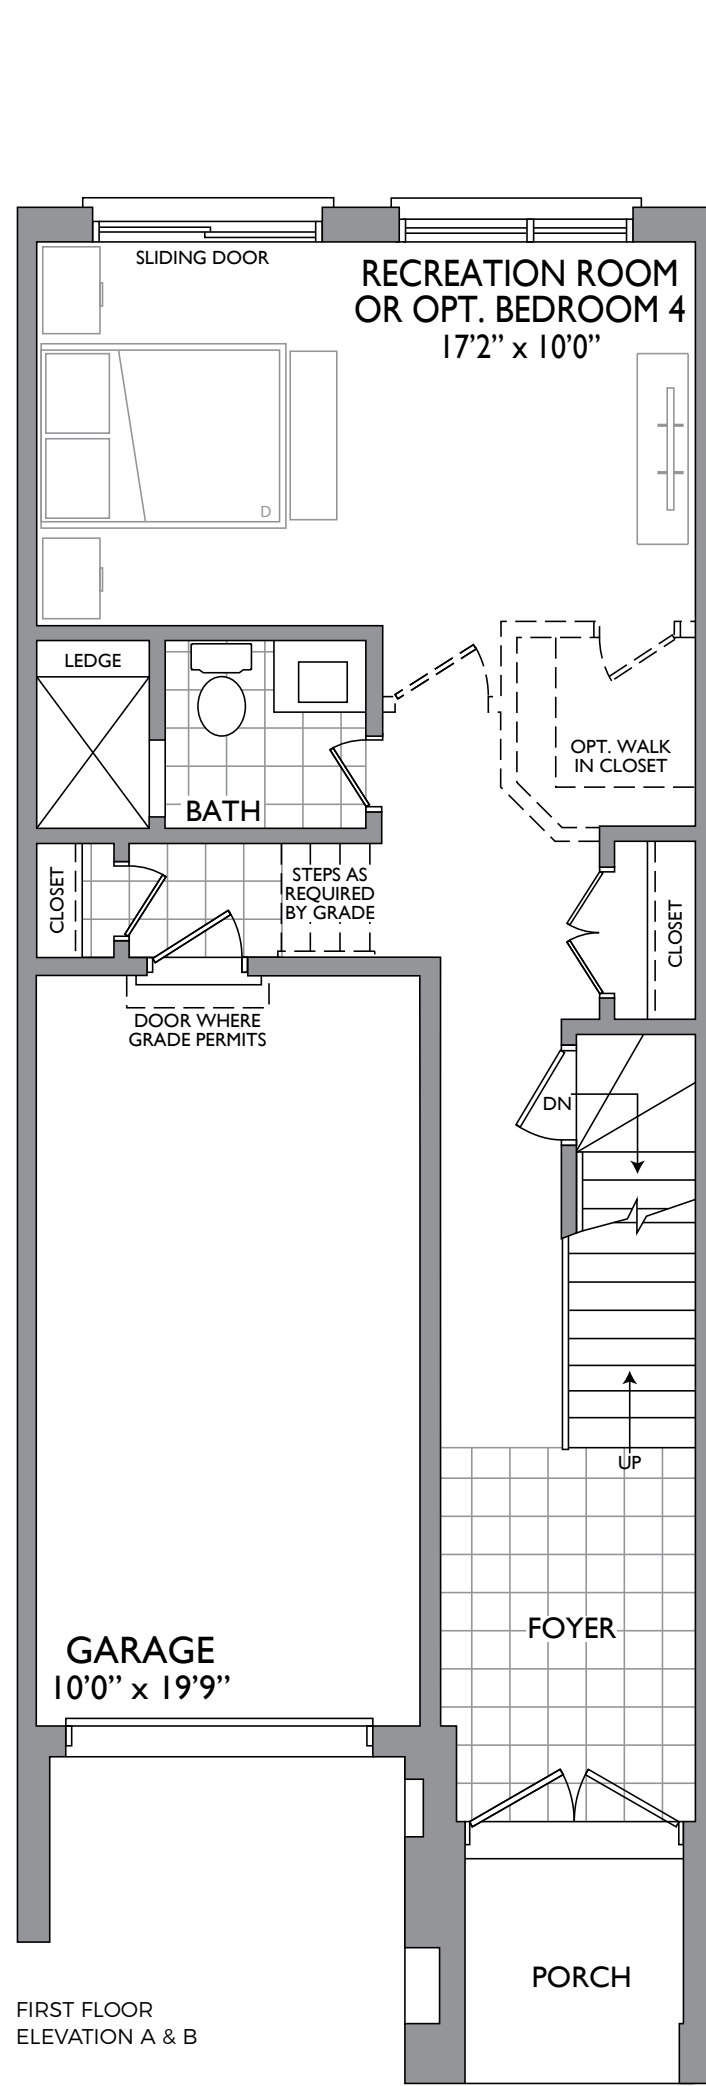 SLIDING DOOR
RECREATION ROOM
OR OPT. BEDROOM 4
17’2” x 10’0”
D
LEDGE
OPT. WALK
IN CLOSET
BATH
CLOSET
STEPS AS
REQUIRED
BY GRADE
CLOSET
DOOR WHERE
GRADE PERMITS
DN
UP
FOYER
GARAGE
10’0” x 19’9”
PORCH
FIRST FLOOR
ELEVATION A & B